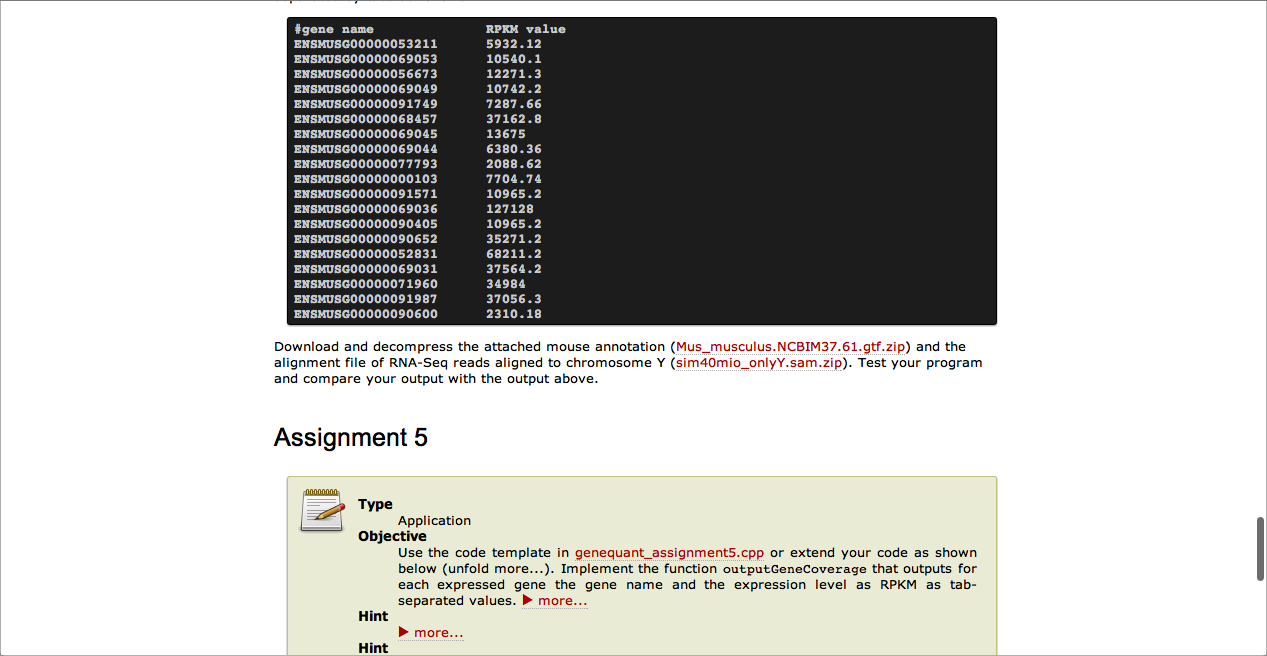 #gene name RPKM value
ENSMUSG00000053211 5932.12
ENSMUSG00000069053 10540.1
ENSMUSG00000056673 12271.3
ENSMUSG00000069049 10742.2
ENSMUSG00000091749 7287.66
ENSMUSG00000068457 37162.8
ENSMUSG00000069045 13675
ENSMUSG00000069044 6380.36
ENSMUSG00000077793 2088.62
ENSMUSG00000000103 7704.74
ENSMUSG00000091571 10965.2
ENSMUSG00000069036 127128
ENSMUSG00000090405 10965.2
ENSMUSG00000090652 35271.2
ENSMUSG00000052831 68211.2
ENSMUSG00000069031 37564.2
ENSMUSG00000071960 34984
ENSMUSG00000091987 37056.3
ENSMUSG00000090600 2310.18
Download and decompress the attached mouse annotation (Mus_musculus.NCBIM37.61.gtf.zip) and the
alignment file of RNA-Seq reads aligned to chromosome Y (sim40mio_onlyY.sam.zip). Test your program
and compare your output with the output above.
Assignment 5
Type
Application
Objective
Use the code template in genequant_assignment5.cpp or extend your code as shown
below (unfold more...). Implement the function outputGeneCoverage that outputs for
each expressed gene the gene name and the expression level as RPKM as tab-
separated values. ▶ more...
Hint
▶ more...
Hint